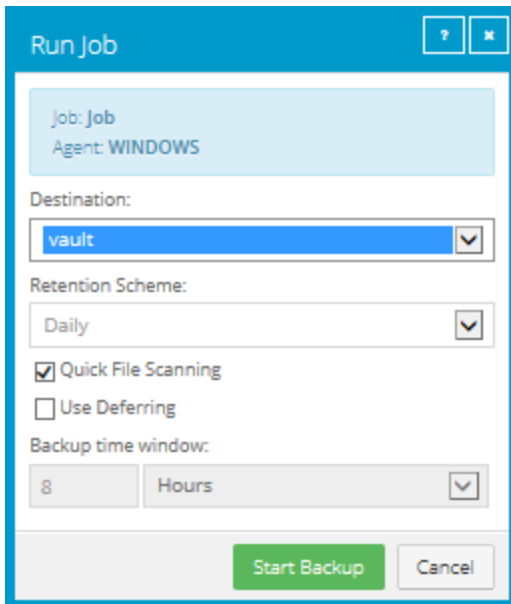 Run Job
?
×
Job: Job
Agent: WINDOWS
Destination:
vault
Retention Scheme:
Daily
Quick File Scanning
Use Deferring
Backup time window:
8 Hours
Start Backup Cancel